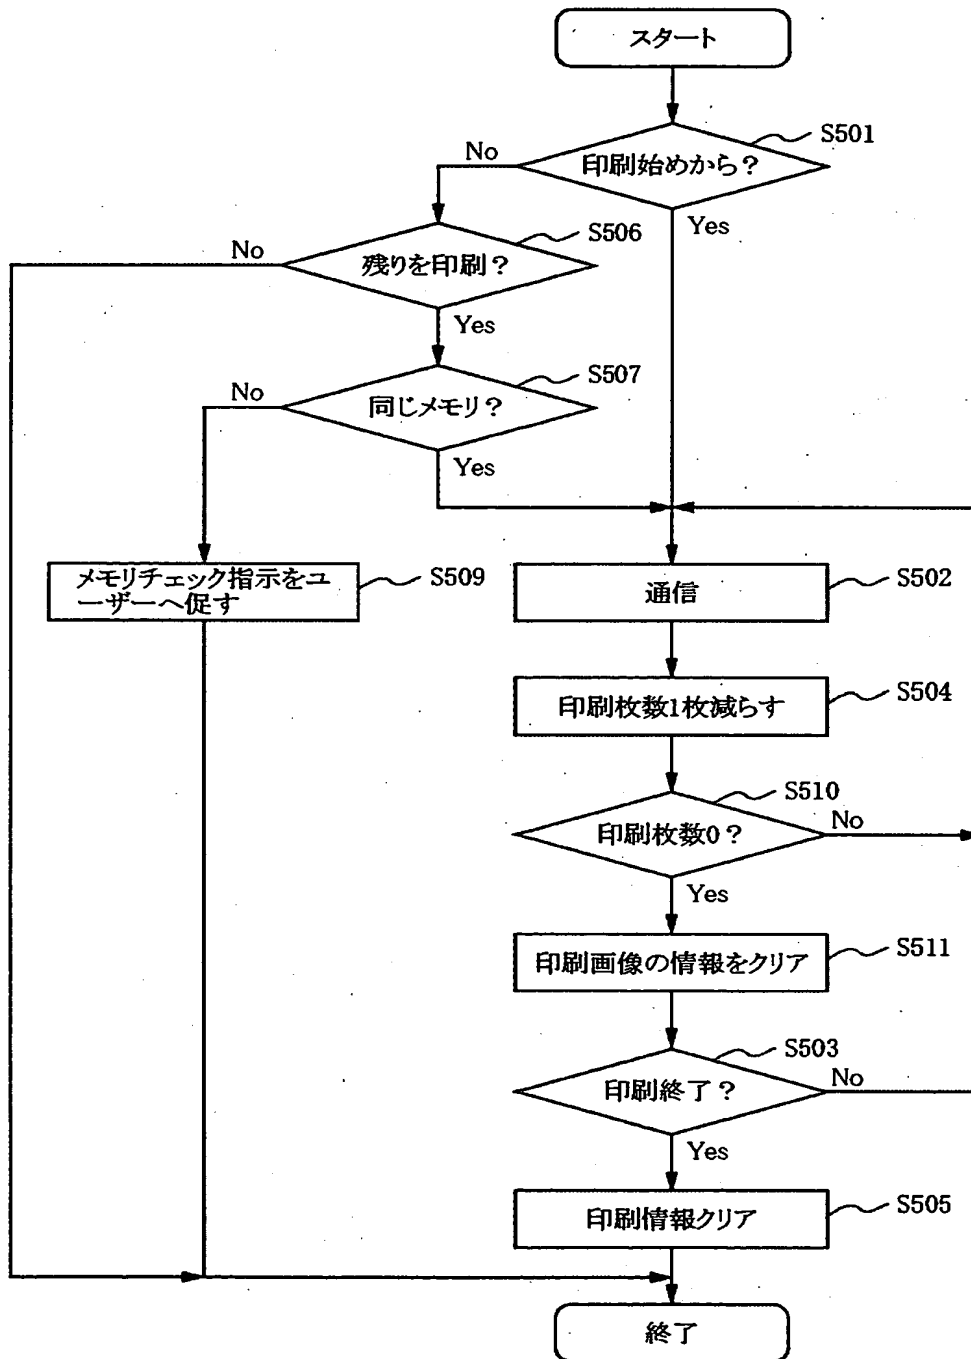 スタート
S501
印刷始めから？
No
Yes
S506
残りを印刷？
No
Yes
S507
同じメモリ？
No
Yes
メモリチェック指示をユ
ーザーへ促す
S509
通信
S502
印刷枚数1枚減らす
S504
S510
印刷枚数0？
No
Yes
印刷画像の情報をクリア
S511
S503
印刷終了？
No
Yes
印刷情報クリア
S505
終了